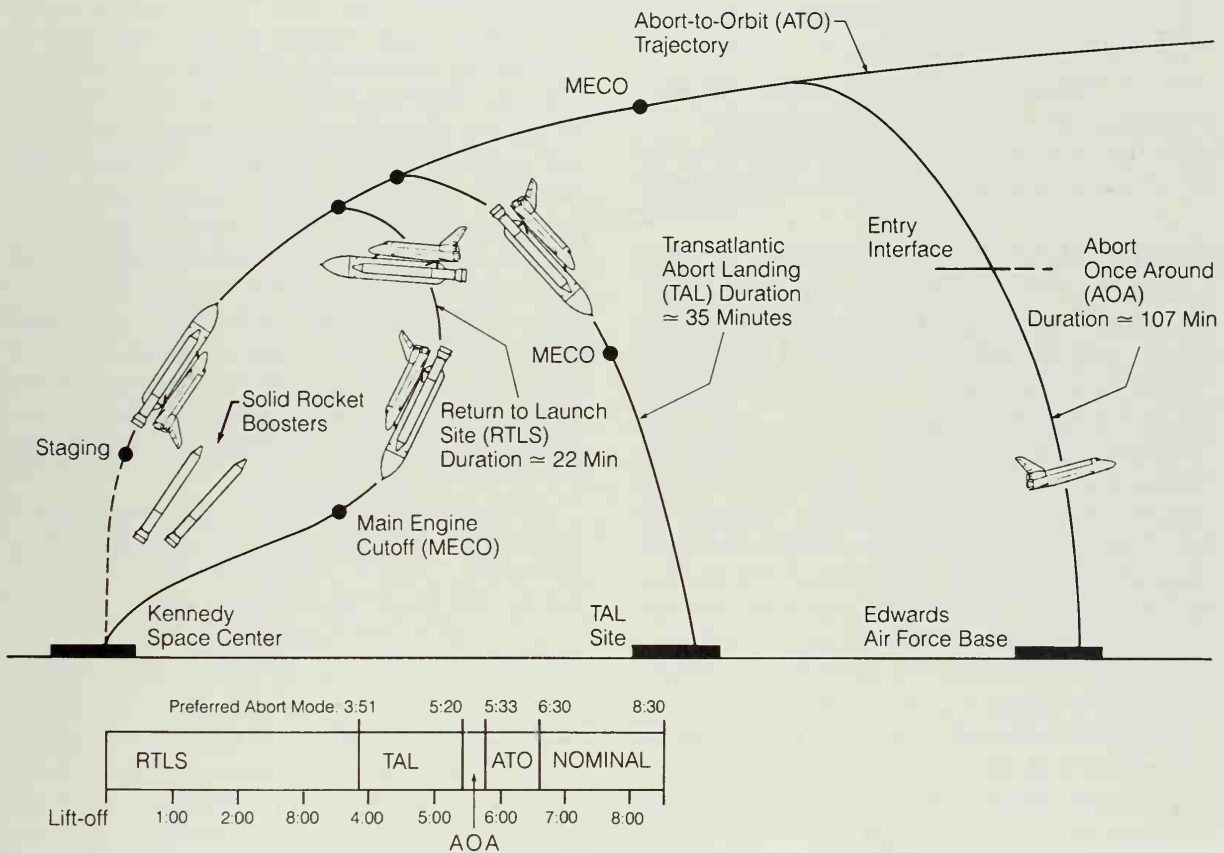 Abort-to-Orbit (ATO)
Trajectory
MECO
Entry
Interface
Abort
Once Around
(AOA)
Duration ≃ 107 Min
Transatlantic
Abort Landing
(TAL) Duration
≃ 35 Minutes
MECO
Solid Rocket
Boosters
Return to Launch
Site (RTLS)
Duration ≃ 22 Min
Staging
Main Engine
Cutoff (MECO)
Kennedy
Space Center
TAL
Site
Edwards
Air Force Base
Preferred Abort Mode. 3:51 5:20 5:33 6:30 8:30
RTLS TAL ATO NOMINAL
Lift-off 1:00 2:00 8:00 4:00 5:00 6:00 7:00 8:00
AOA